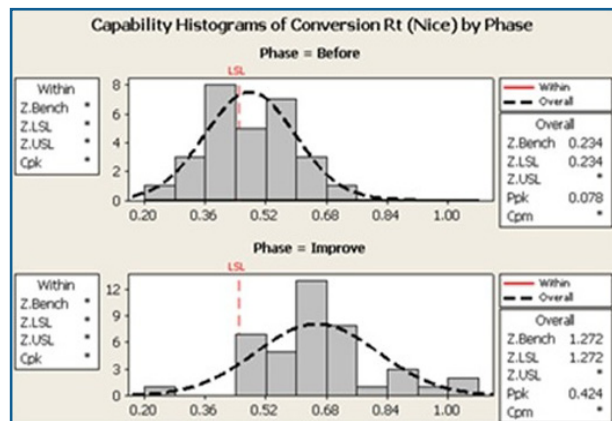 Capability Histograms of Conversion Rt (Nice) by Phase
Phase = Before
LSL
Within
Z.Bench *
Z.LSL *
Z.USL *
Cpk *
8
6
4
2
0
0.20 0.36 0.52 0.68 0.84 1.00
Within
Overall
Overall
Z.Bench 0.234
Z.LSL 0.234
Z.USL *
Ppk 0.078
Cpm *
Phase = Improve
LSL
Within
Z.Bench *
Z.LSL *
Z.USL *
Cpk *
12
9
6
3
0
0.20 0.36 0.52 0.68 0.84 1.00
Within
Overall
Overall
Z.Bench 1.272
Z.LSL 1.272
Z.USL *
Ppk 0.424
Cpm *